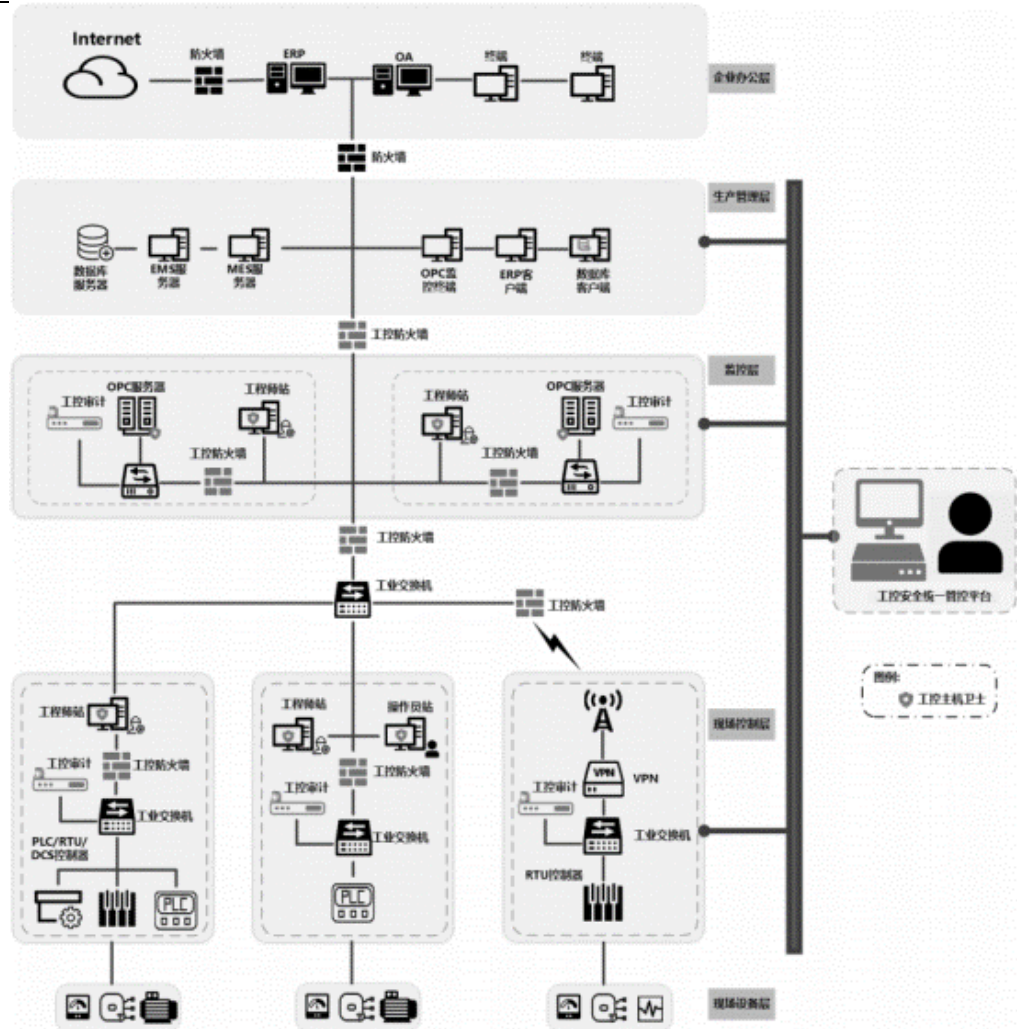 Internet
防火墙
ERP
OA
终端
终端
企业办公层
防火墙
生产管理层
数据库
服务器
EMS服
务器
MES服
务器
OPC监
控终端
ERP客
户端
数据库
客户端
工控防火墙
监控层
OPC服务器
工控审计
工程师站
工控防火墙
工程师站
OPC服务器
工控审计
工控防火墙
工控防火墙
工业交换机
工控防火墙
工控安全统一管控平台
图例:
工控主机卫士
现场控制层
工程师站
工控防火墙
工控审计
工业交换机
PLC/RTU/
DCS控制器
PLC
工程师站
操作员站
工控防火墙
工控审计
工业交换机
PLC
VPN
VPN
工控审计
工业交换机
RTU控制器
现场设备层